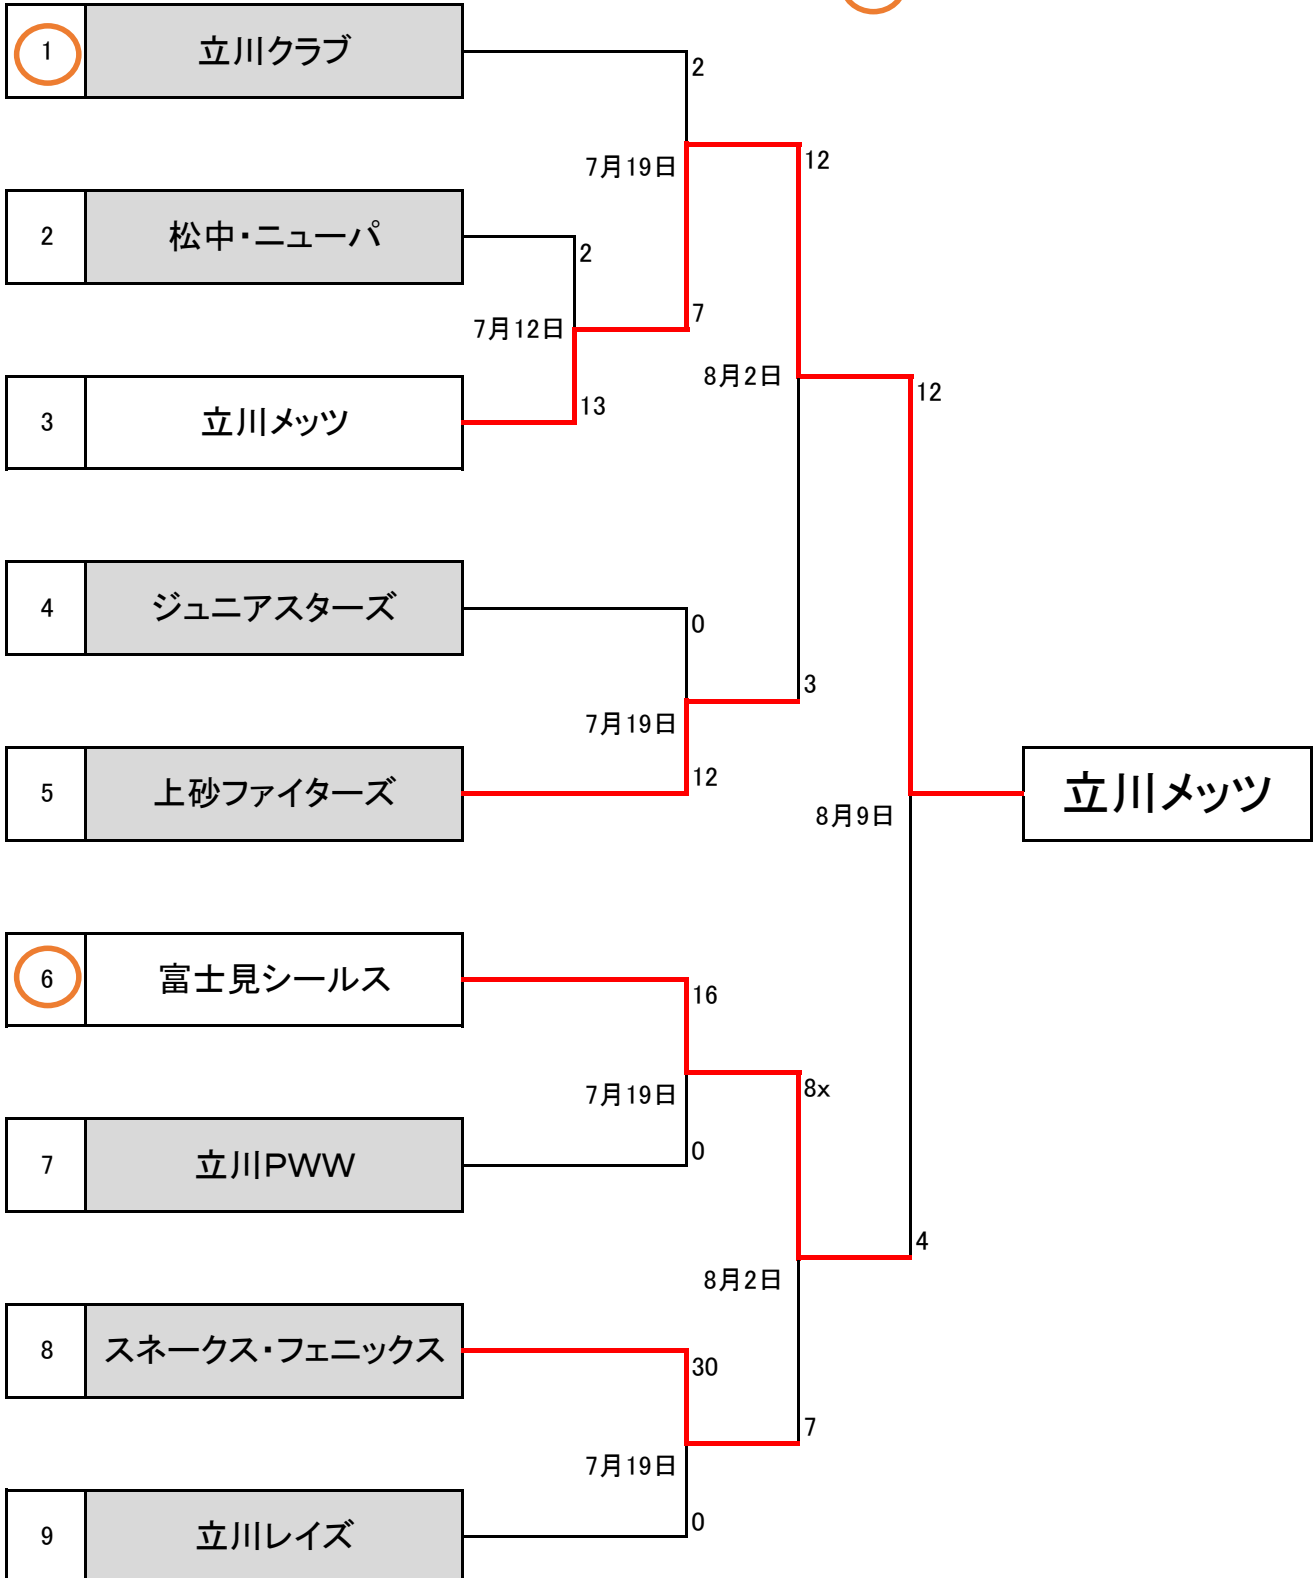 1 立川クラブ
2
7月19日
12
2 松中・ニューパ
2
7月12日
7
8月2日
12
3 立川メッツ
13
4 ジュニアスターズ
0
3
7月19日
5 上砂ファイターズ
12
立川メッツ
8月9日
6 富士見シールス
16
7月19日
8x
7 立川PWW
0
4
8月2日
8 スネークス・フェニックス
30
7
7月19日
9 立川レイズ
0